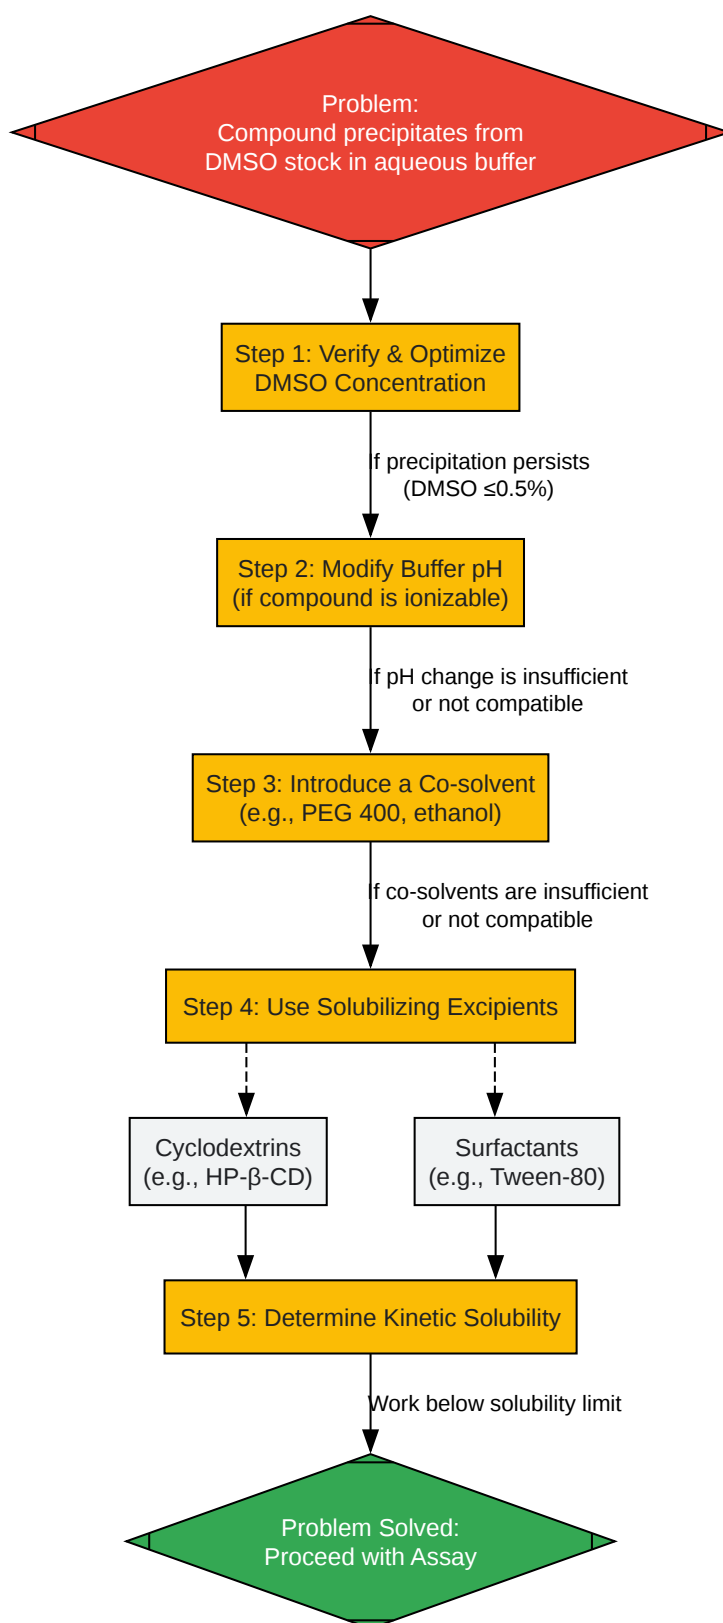 Problem:
Compound precipitates from
DMSO stock in aqueous buffer
Step 1: Verify & Optimize
DMSO Concentration
If precipitation persists
(DMSO ≤0.5%)
Step 2: Modify Buffer pH
(if compound is ionizable)
If pH change is insufficient
or not compatible
Step 3: Introduce a Co-solvent
(e.g., PEG 400, ethanol)
If co-solvents are insufficient
or not compatible
Step 4: Use Solubilizing Excipients
Cyclodextrins
(e.g., HP-β-CD)
Surfactants
(e.g., Tween-80)
Step 5: Determine Kinetic Solubility
Work below solubility limit
Problem Solved:
Proceed with Assay